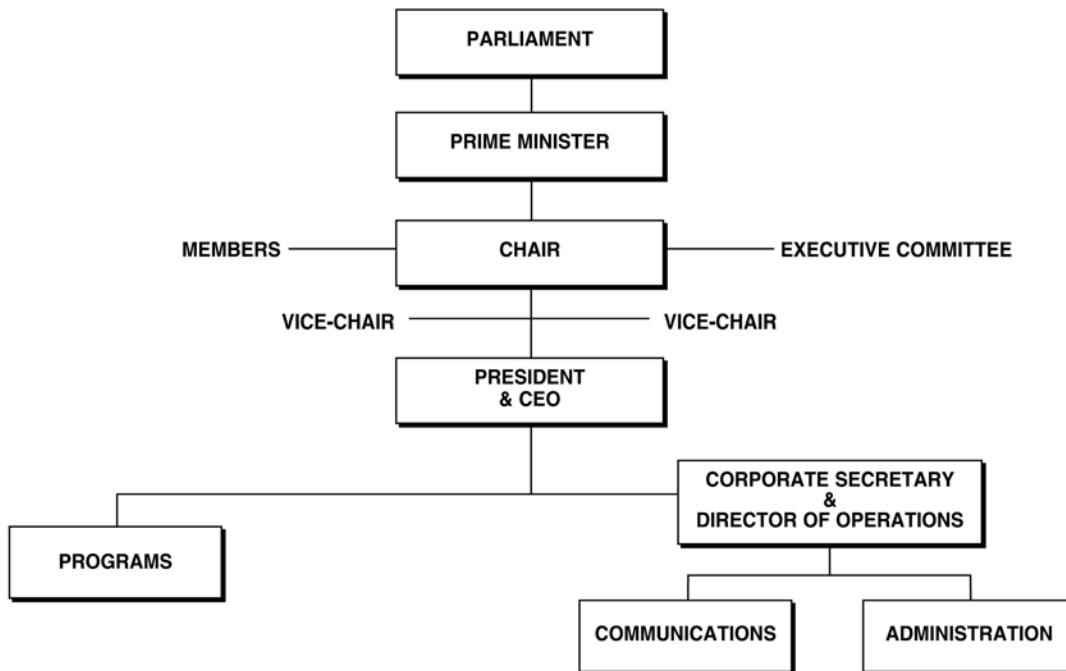 PARLIAMENT
PRIME MINISTER
MEMBERS
CHAIR
EXECUTIVE COMMITTEE
VICE-CHAIR
VICE-CHAIR
PRESIDENT
& CEO
CORPORATE SECRETARY
&
DIRECTOR OF OPERATIONS
PROGRAMS
COMMUNICATIONS
ADMINISTRATION